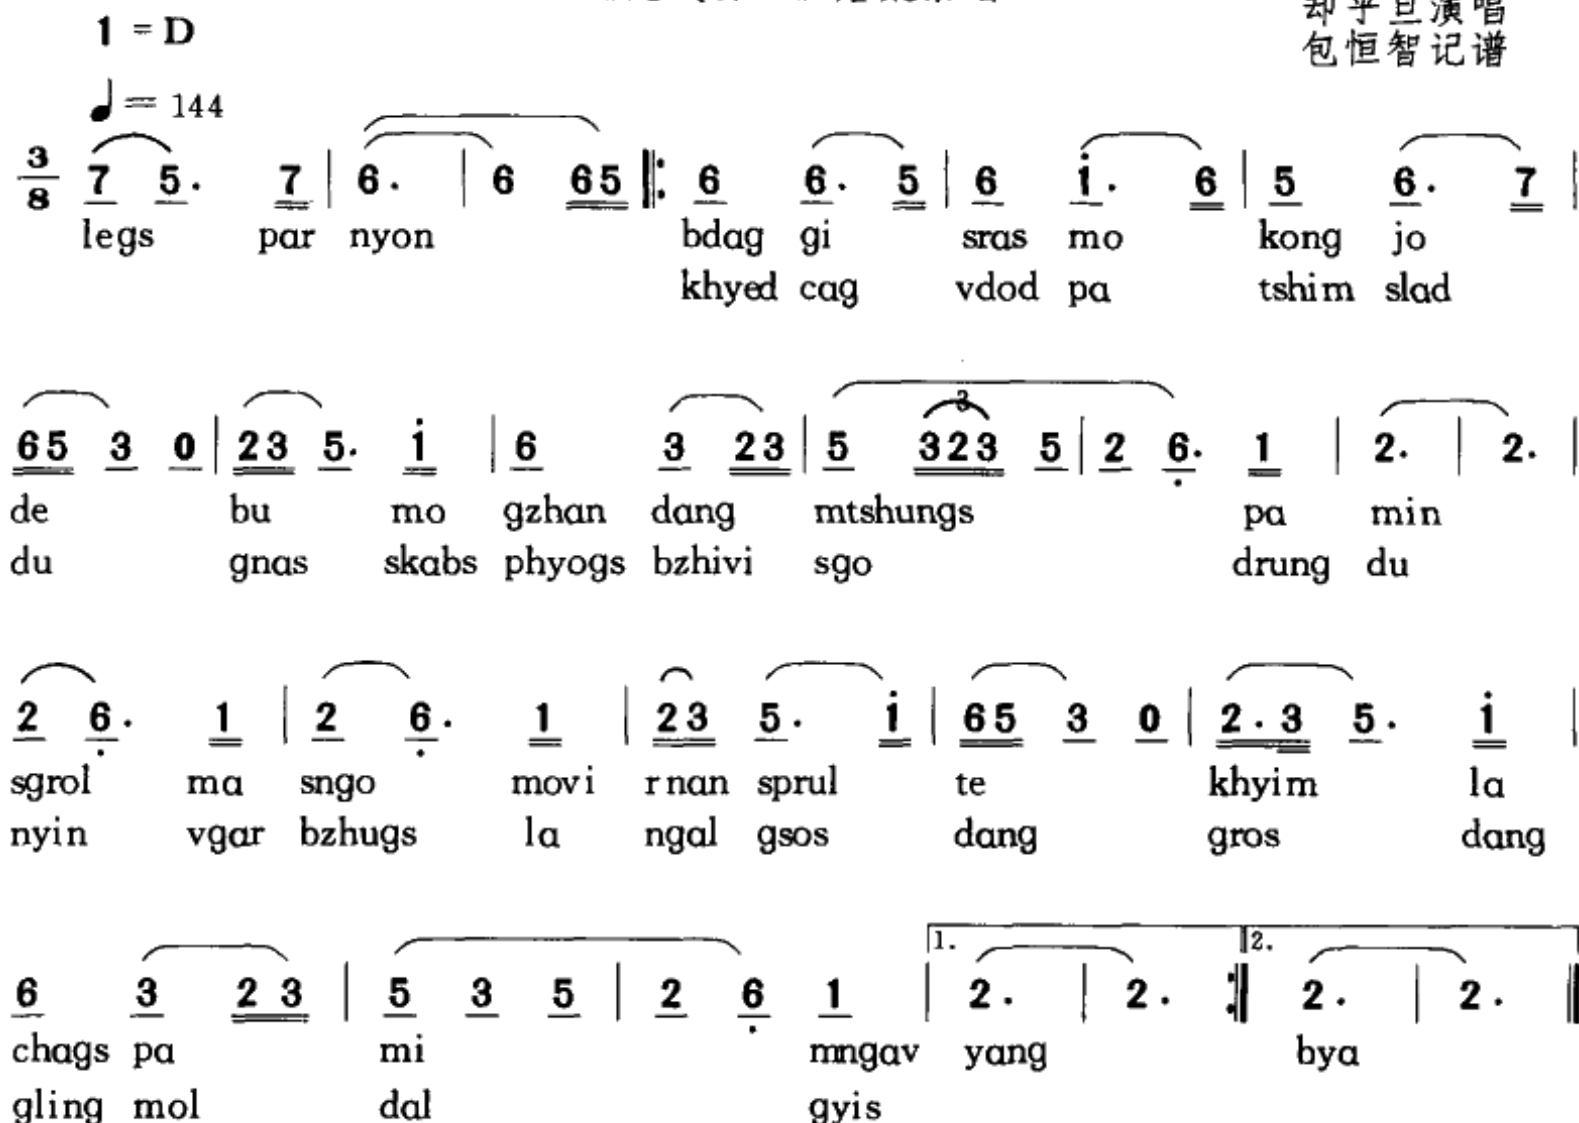 却乎旦演唱
1 = D
包恒智记谱
♩= 144
3/8 7 5. 7 | 6. | 6 65 ‖: 6 6. 5 | 6 i. 6 | 5 6. 7 |
legs par nyon bdag gi sras mo kong jo
khyed cag vdod pa tshim slad
65 3 0 | 23 5. i | 6 3 23 | 5 323 5 | 2 6. 1 | 2. | 2. |
de bu mo gzhan dang mtshungs pa min
du gnas skabs phyogs bzhivi sgo drung du
2 6. 1 | 2 6. 1 | 23 5. i | 65 3 0 | 2.3 5. i |
sgrol ma sngo movi rnan sprul te khyim la
nyin vgar bzhugs la ngal gsos dang gros dang
1. 2.
6 3 23 | 5 3 5 | 2 6 1 | 2. | 2. :‖ 2. | 2. ‖
chags pa mi mngav yang bya
gling mol dal gyis